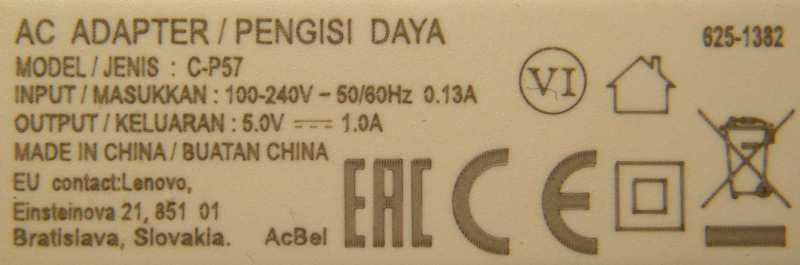 AC ADAPTER / PENGISI DAYA
625-1382
MODEL / JENIS : C-P57
INPUT / MASUKKAN : 100-240V ~ 50/60Hz 0.13A
VI
OUTPUT / KELUARAN : 5.0V ⎓ 1.0A
MADE IN CHINA / BUATAN CHINA
EU contact:Lenovo,
Einsteinova 21, 851 01
Bratislava, Slovakia. AcBel
EAC CE